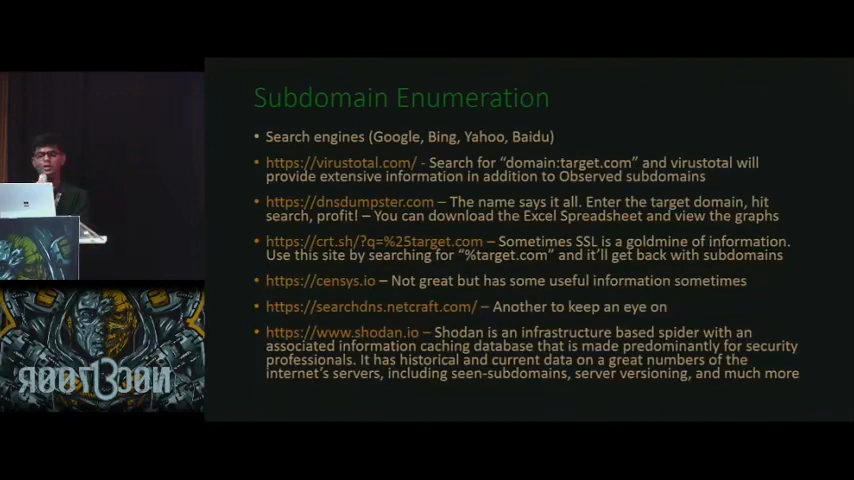 Subdomain Enumeration
• Search engines (Google, Bing, Yahoo, Baidu)
• https://virustotal.com/ - Search for “domain:target.com” and virustotal will
provide extensive information in addition to Observed subdomains
• https://dnsdumpster.com – The name says it all. Enter the target domain, hit
search, profit! – You can download the Excel Spreadsheet and view the graphs
• https://crt.sh/?q=%25target.com – Sometimes SSL is a goldmine of information.
Use this site by searching for “%target.com” and it’ll get back with subdomains
• https://censys.io – Not great but has some useful information sometimes
• https://searchdns.netcraft.com/ – Another to keep an eye on
• https://www.shodan.io – Shodan is an infrastructure based spider with an
associated information caching database that is made predominantly for security
professionals. It has historical and current data on a great numbers of the
internet’s servers, including seen-subdomains, server versioning, and much more